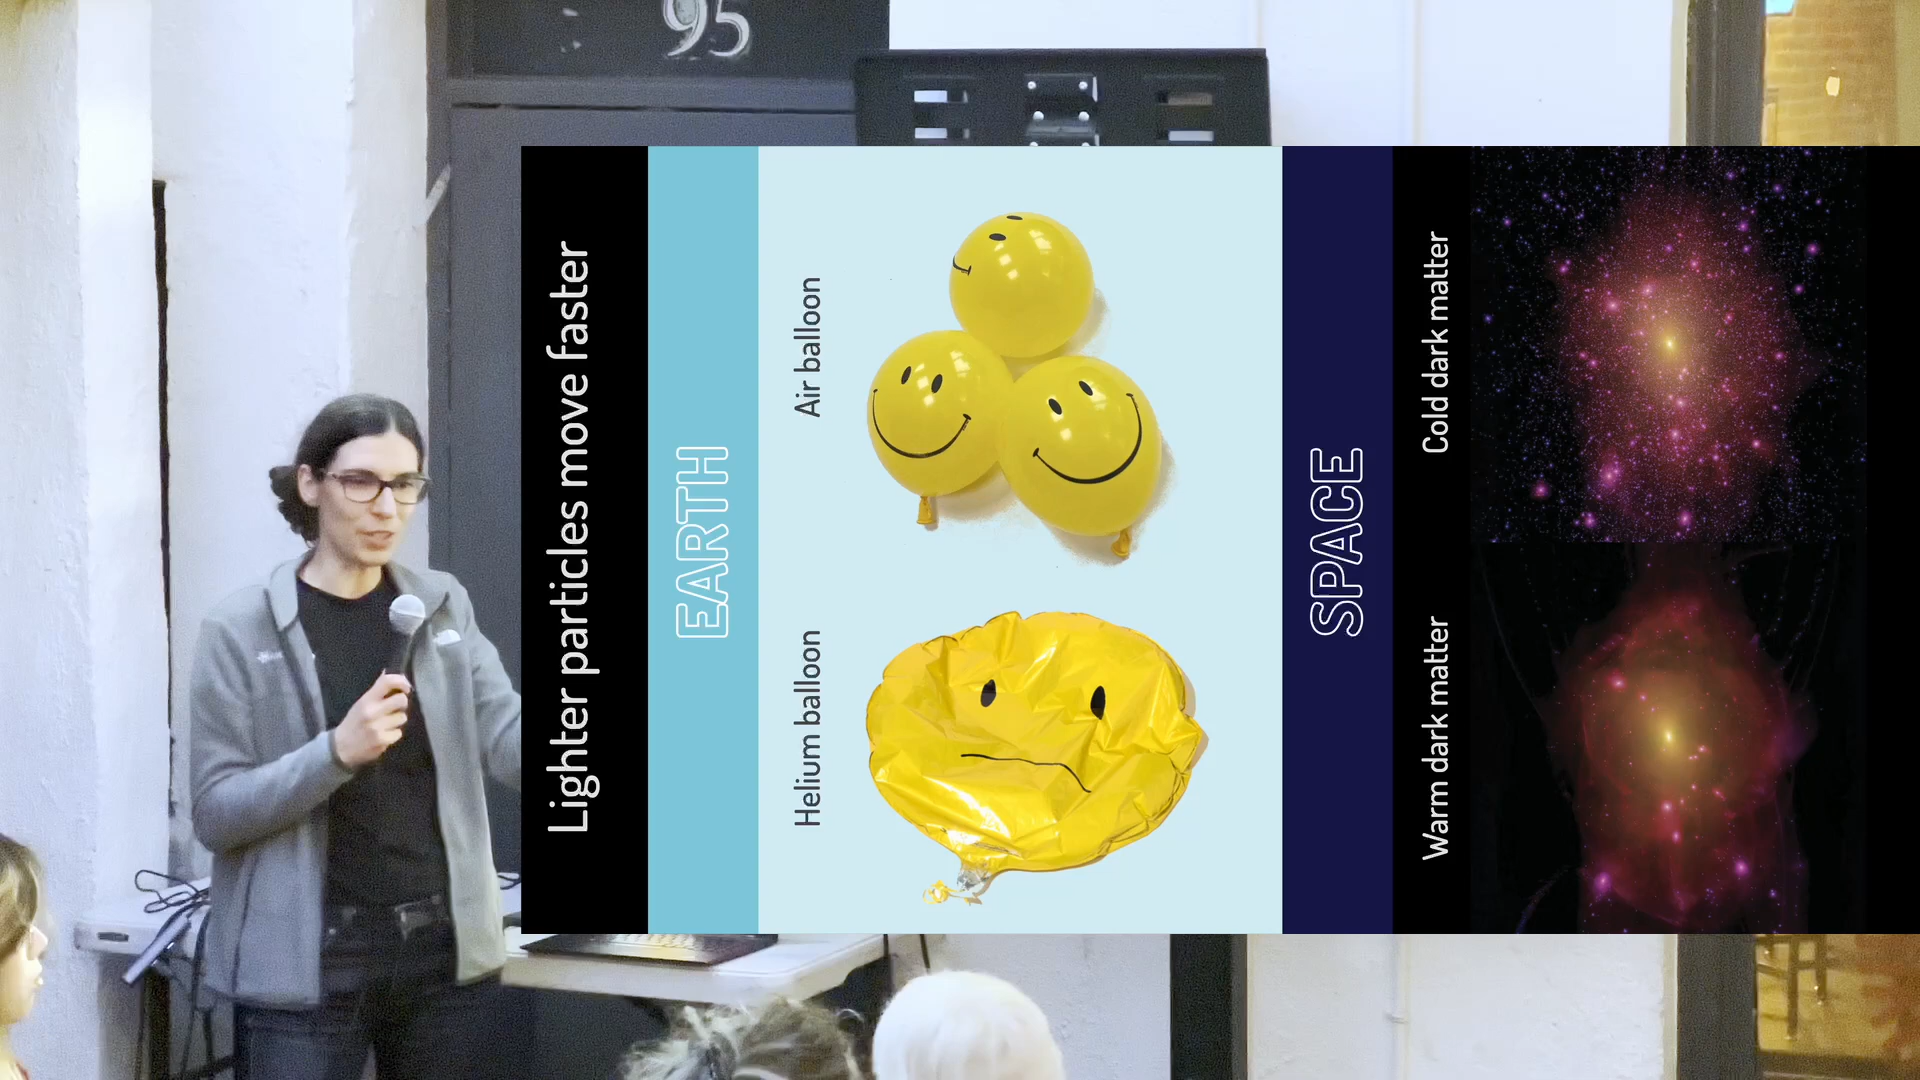 95
Lighter particles move faster
EARTH
Helium balloon
Air balloon
SPACE
Warm dark matter
Cold dark matter